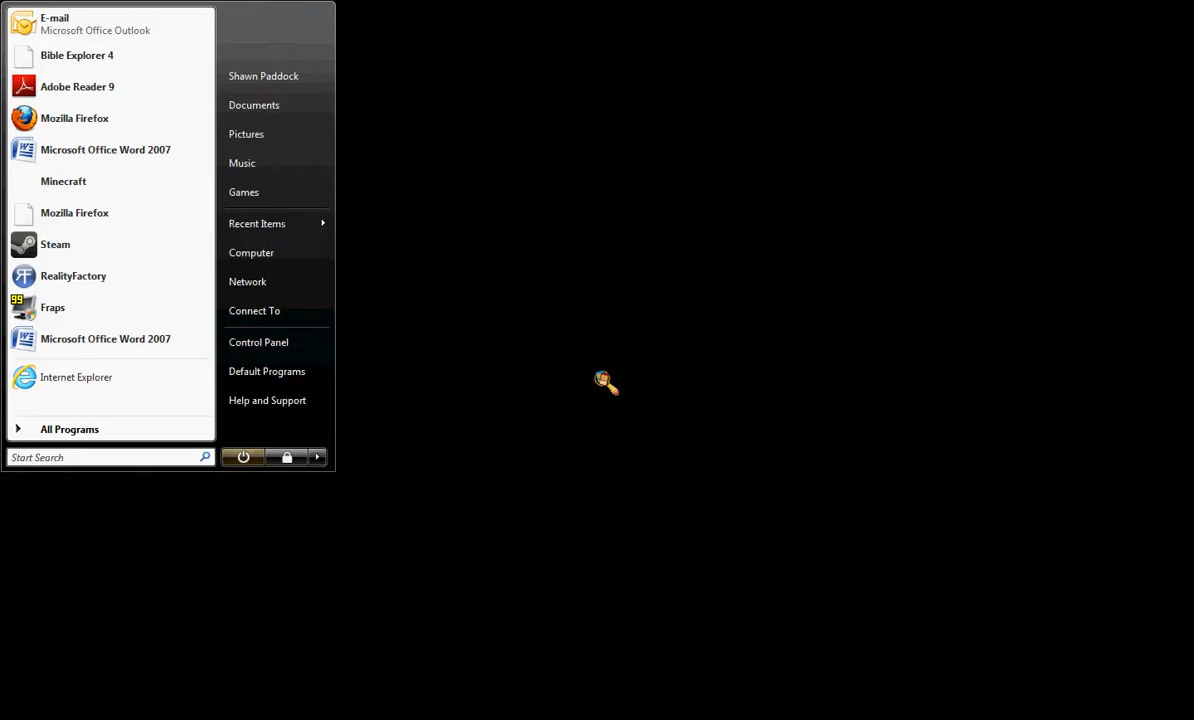 E-mail
Microsoft Office Outlook
Bible Explorer 4
Adobe Reader 9
Mozilla Firefox
Microsoft Office Word 2007
Minecraft
Mozilla Firefox
Steam
RealityFactory
99
Fraps
Microsoft Office Word 2007
Internet Explorer
All Programs
Start Search
Shawn Paddock
Documents
Pictures
Music
Games
Recent Items
Computer
Network
Connect To
Control Panel
Default Programs
Help and Support